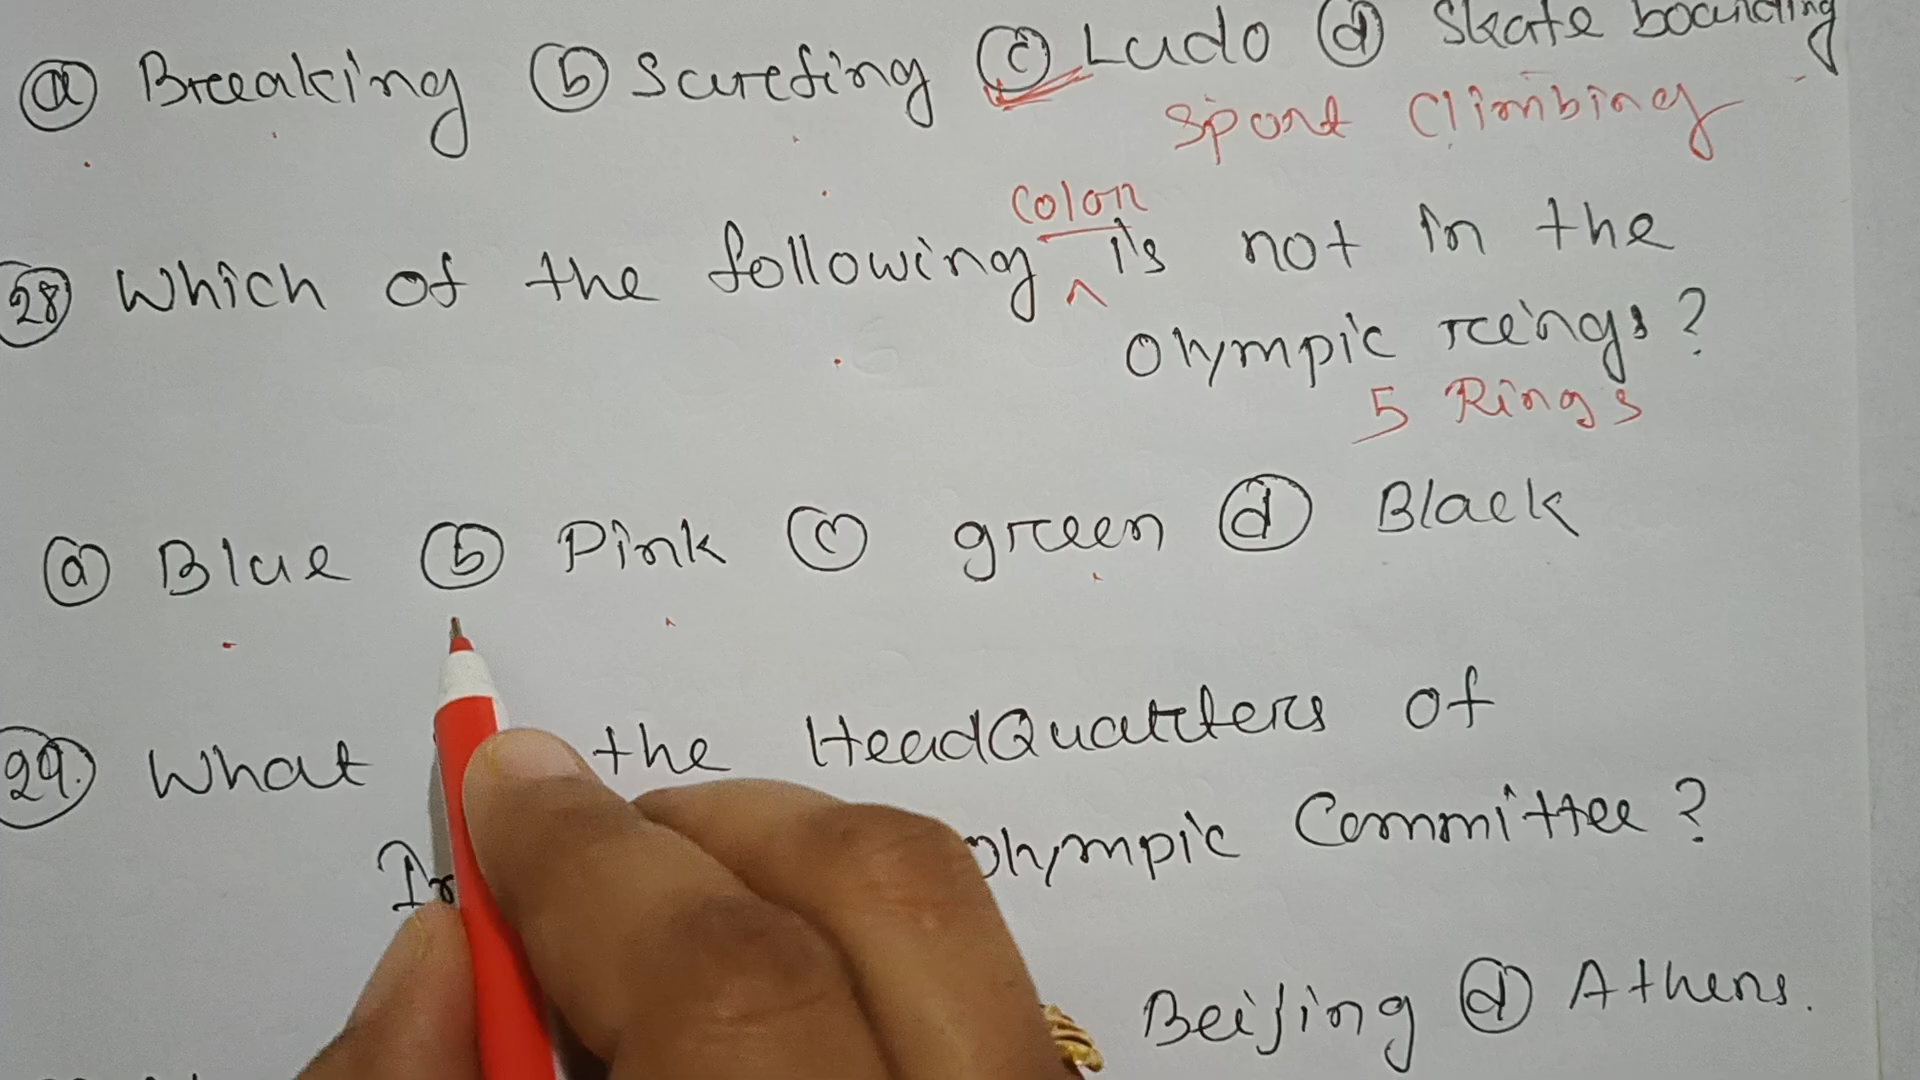 a Breaking b Surfing c Ludo d Skate boarding
Sport Climbing
Color
28 Which of the following ^ is not in the
Olympic rings?
5 Rings
a Blue b Pink c green d Black
29. What the HeadQuarters of
Olympic Committee?
Beijing d Athens.